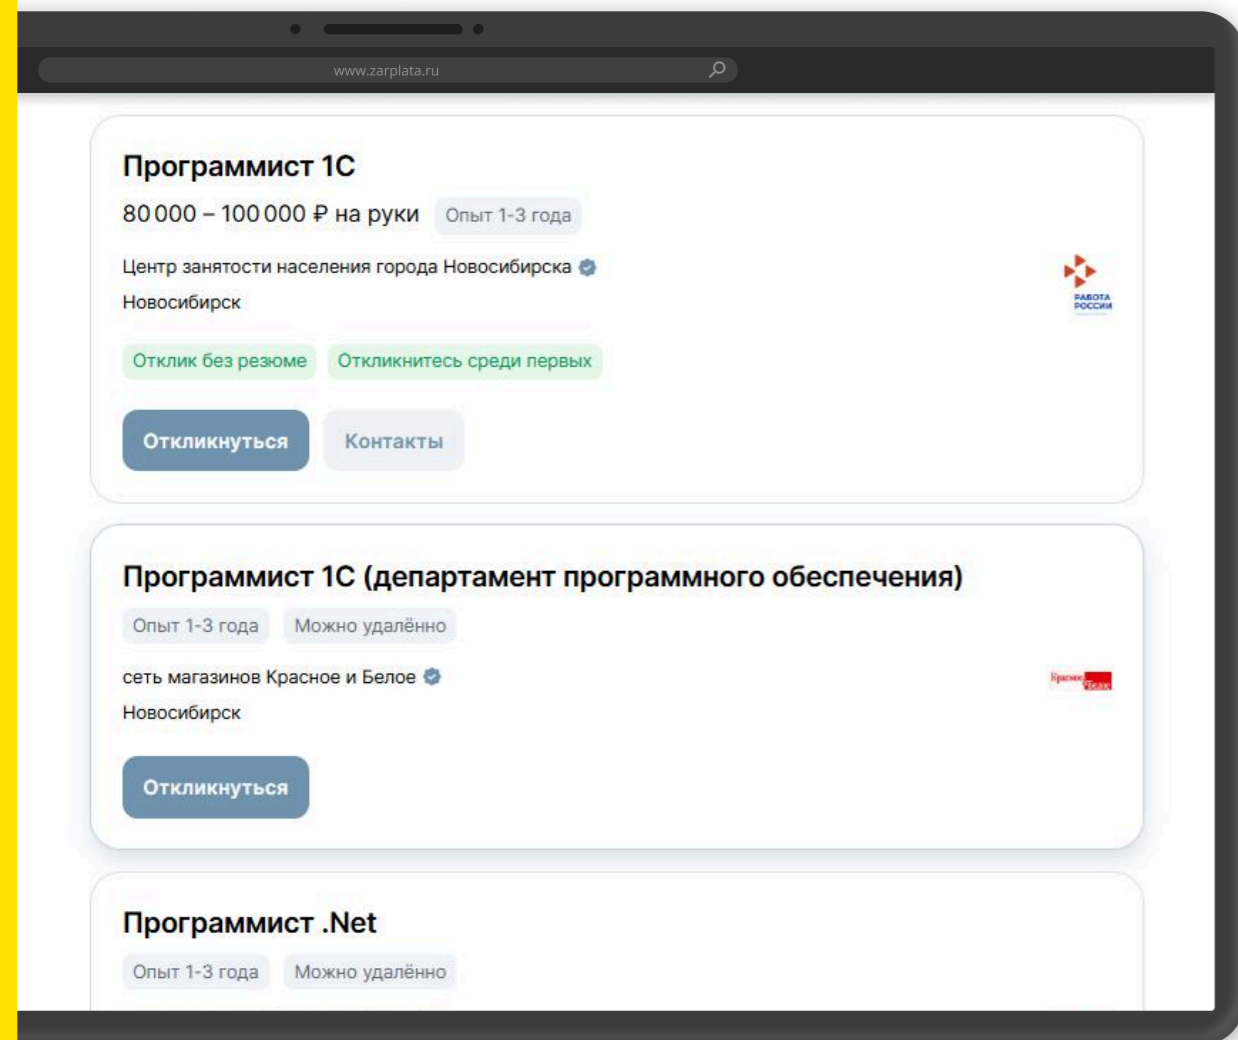 www.zarplata.ru
Программист 1С
80 000 – 100 000 ₽ на руки Опыт 1-3 года
Центр занятости населения города Новосибирска
Новосибирск
РАБОТА
РОССИИ
Отклик без резюме Откликнитесь среди первых
Откликнуться Контакты
Программист 1С (департамент программного обеспечения)
Опыт 1-3 года Можно удалённо
сеть магазинов Красное и Белое
Красное
Белое
Новосибирск
Откликнуться
Программист .Net
Опыт 1-3 года Можно удалённо